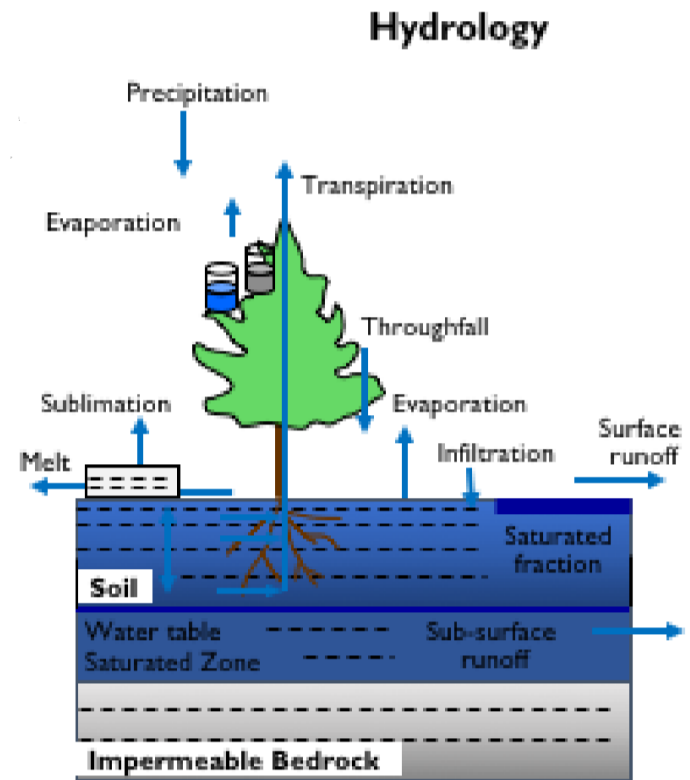 Hydrology
Precipitation
Transpiration
Evaporation
Throughfall
Sublimation
Evaporation
Surface
runoff
Melt
Infiltration
Saturated
fraction
Soil
Water table
Sub-surface
runoff
Saturated Zone
Impermeable Bedrock